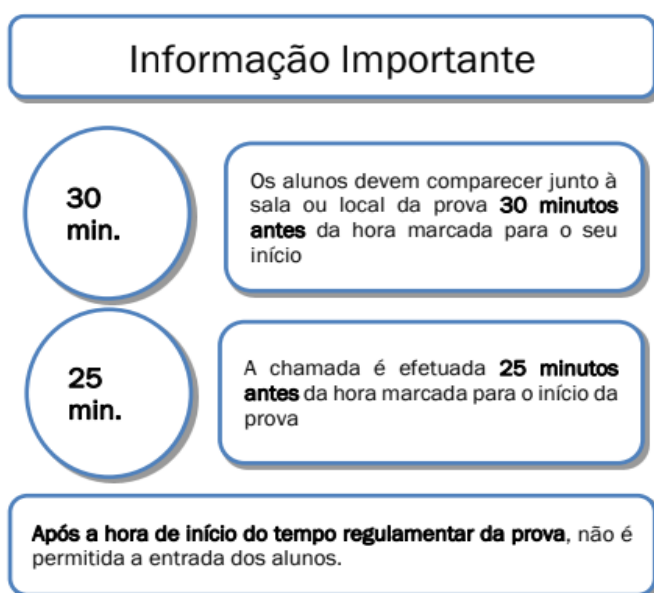 Informação Importante
30
min.
Os alunos devem comparecer junto à
sala ou local da prova 30 minutos
antes da hora marcada para o seu
início
25
min.
A chamada é efetuada 25 minutos
antes da hora marcada para o início da
prova
Após a hora de início do tempo regulamentar da prova, não é
permitida a entrada dos alunos.